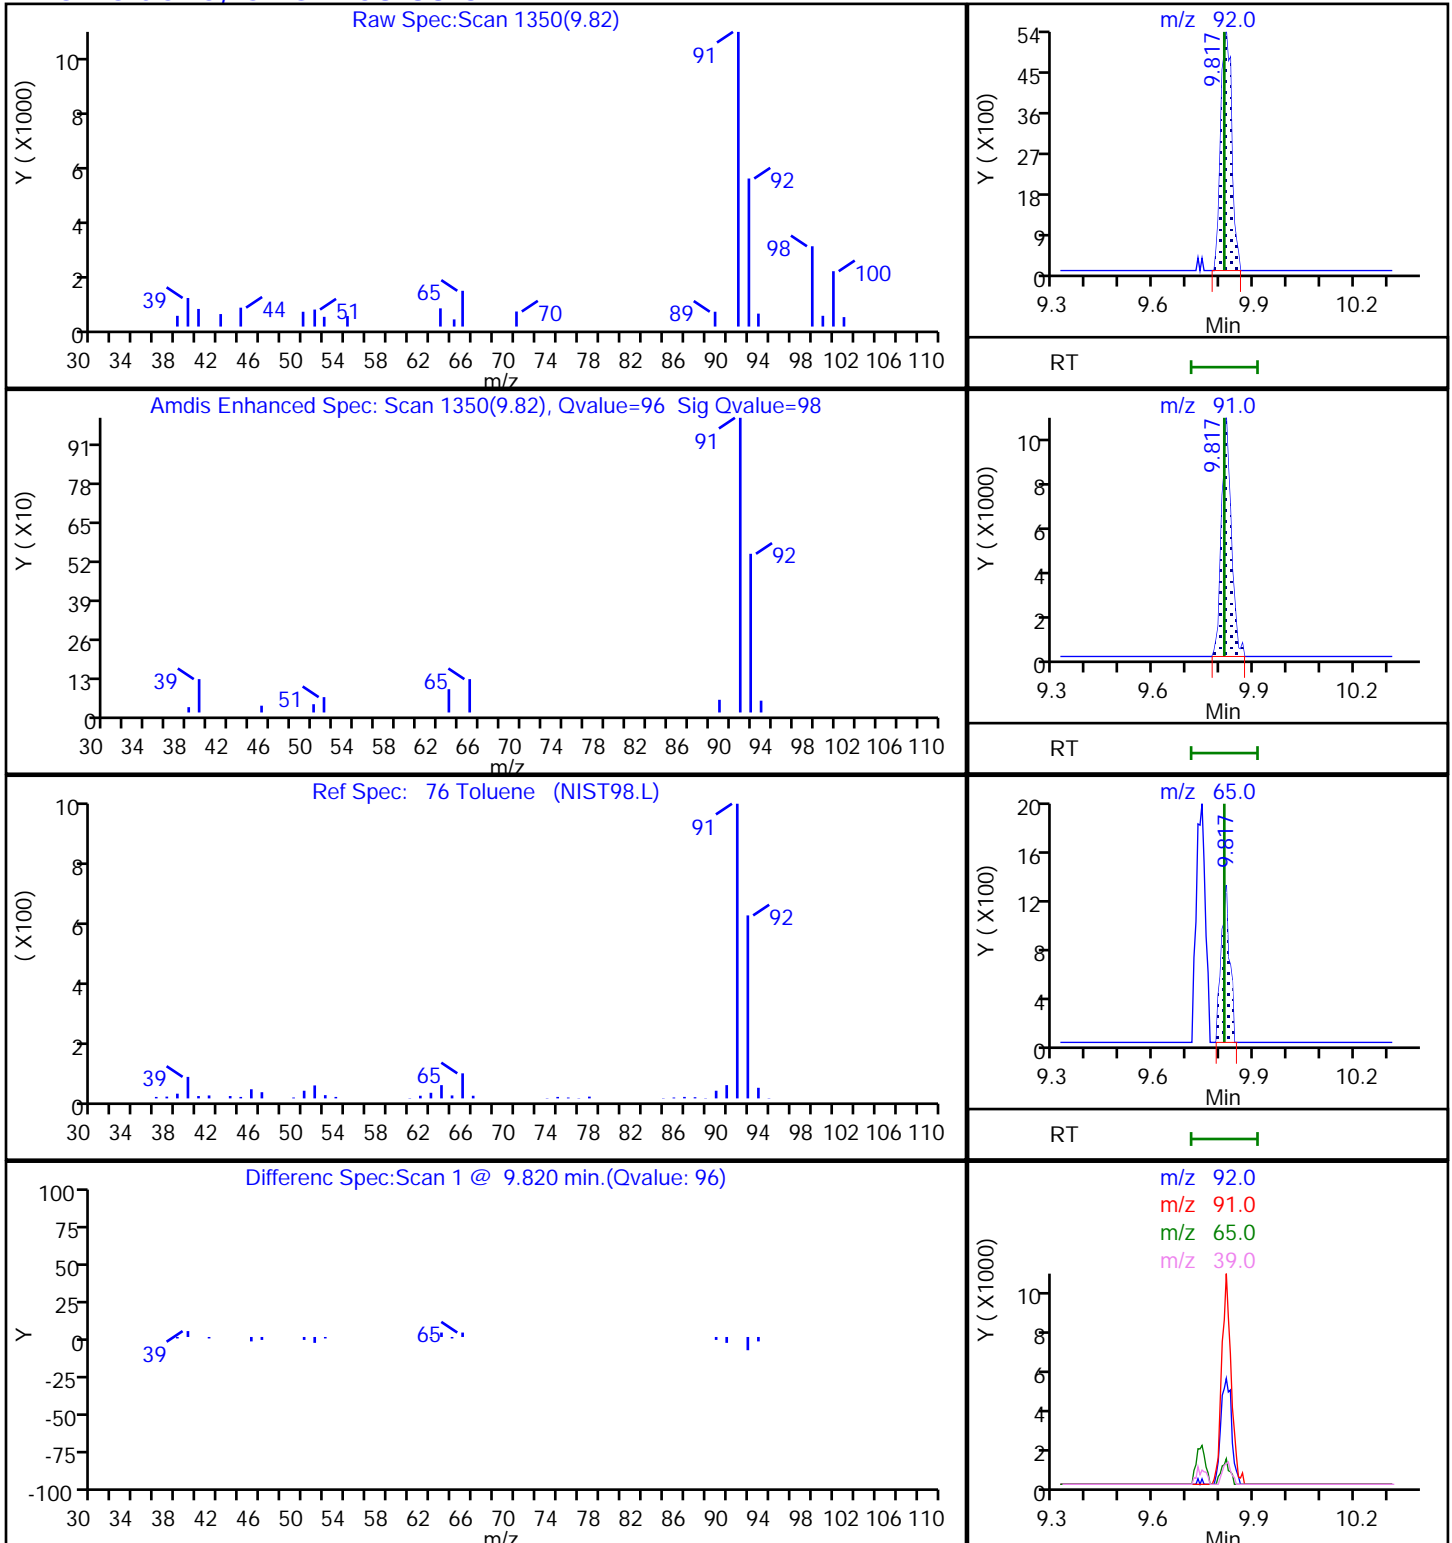 Raw Spec:Scan 1350(9.82)
Y ( X1000)
10
8
6
4
2
0
91
92
98
100
39
44
51
65
70
89
30 34 38 42 46 50 54 58 62 66 70 74 78 82 86 90 94 98 102 106 110
m/z
m/z 92.0
Y ( X100)
54
45
36
27
18
9
0
9.817
9.3 9.6 9.9 10.2
Min
RT
Amdis Enhanced Spec: Scan 1350(9.82), Qvalue=96 Sig Qvalue=98
Y ( X10)
91
78
65
52
39
26
13
0
91
92
39
51
65
30 34 38 42 46 50 54 58 62 66 70 74 78 82 86 90 94 98 102 106 110
m/z
m/z 91.0
Y ( X1000)
10
8
6
4
2
0
9.817
9.3 9.6 9.9 10.2
Min
RT
Ref Spec: 76 Toluene (NIST98.L)
( X100)
10
8
6
4
2
0
91
92
39
65
30 34 38 42 46 50 54 58 62 66 70 74 78 82 86 90 94 98 102 106 110
m/z 65.0
Y ( X100)
20
16
12
8
4
0
9.817
9.3 9.6 9.9 10.2
Min
RT
Differenc Spec:Scan 1 @ 9.820 min.(Qvalue: 96)
Y
100
75
50
25
0
-25
-50
-75
-100
39
65
30 34 38 42 46 50 54 58 62 66 70 74 78 82 86 90 94 98 102 106 110
m/z
m/z 92.0
m/z 91.0
m/z 65.0
m/z 39.0
Y ( X1000)
10
8
6
4
2
0
9.3 9.6 9.9 10.2
Min